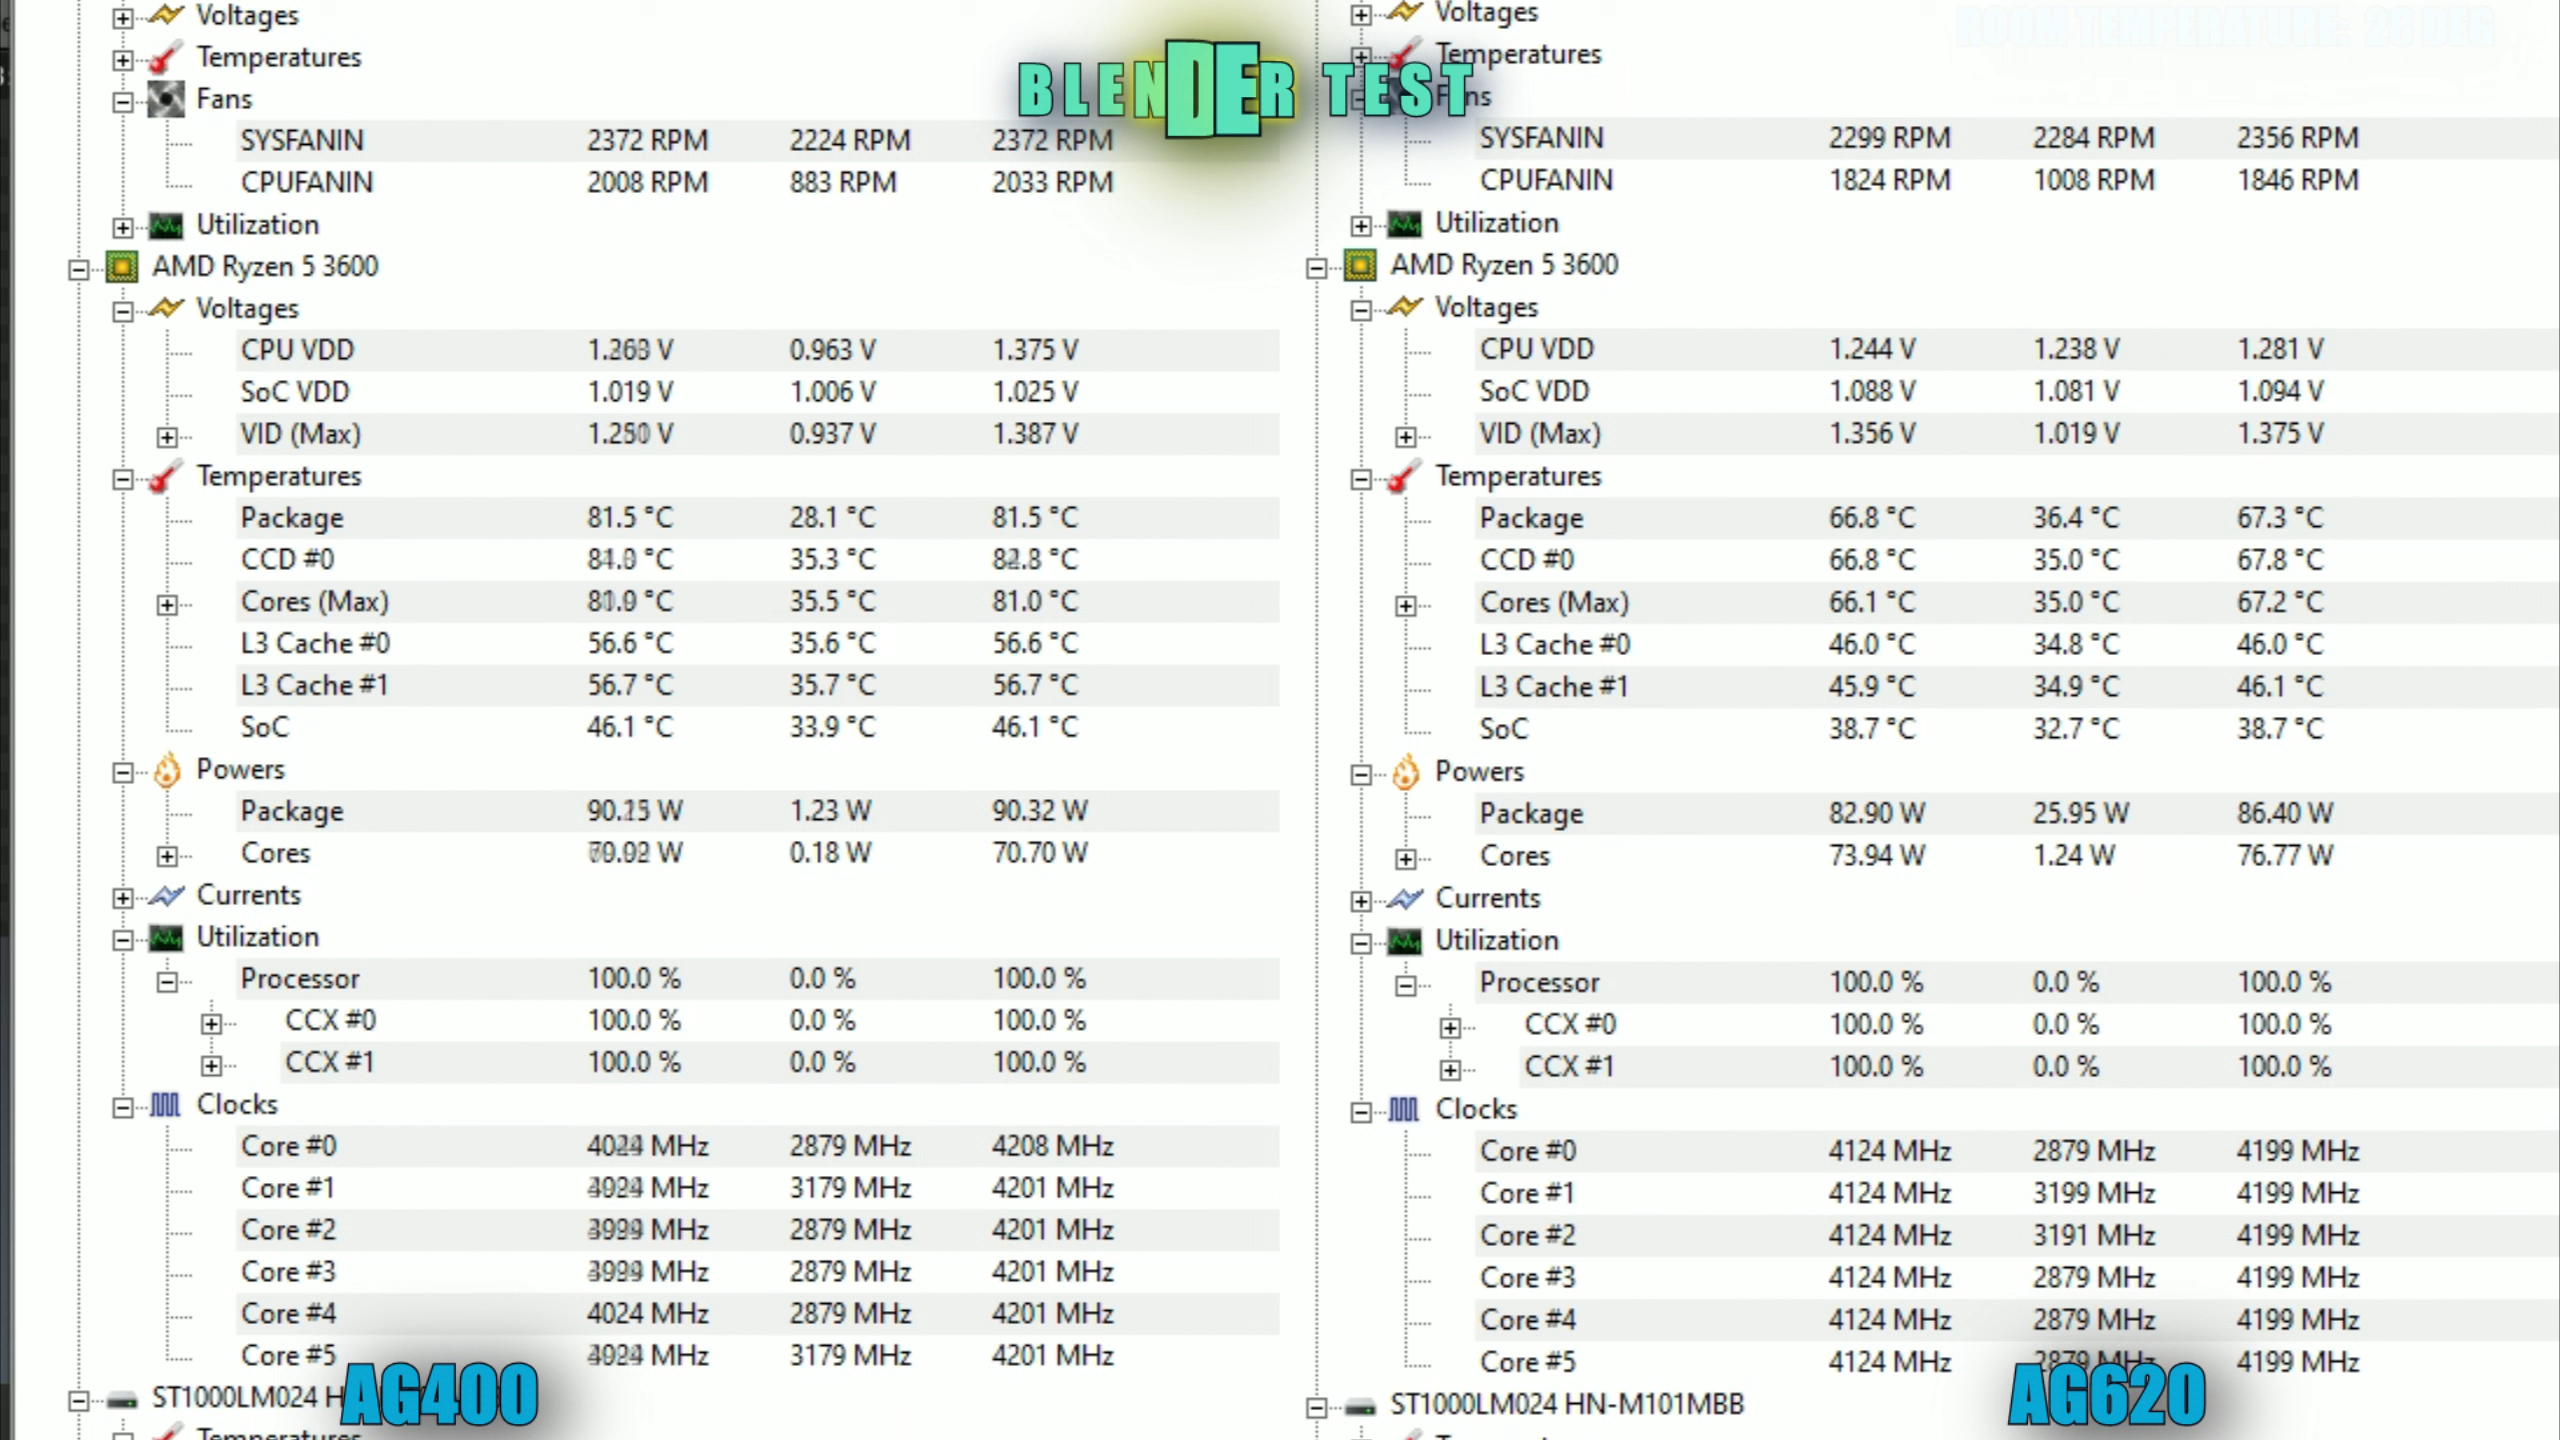 BLENDER TEST
ROOM TEMPERATURE: 28 DEG
Voltages
Temperatures
Fans
SYSFANIN 2372 RPM 2224 RPM 2372 RPM
CPUFANIN 2008 RPM 883 RPM 2033 RPM
Utilization
AMD Ryzen 5 3600
Voltages
CPU VDD 0.963 V 1.375 V
SoC VDD 1.019 V 1.006 V 1.025 V
VID (Max) 0.937 V 1.387 V
Temperatures
Package 81.5 °C 28.1 °C 81.5 °C
CCD #0 35.3 °C
Cores (Max) 35.5 °C 81.0 °C
L3 Cache #0 56.6 °C 35.6 °C 56.6 °C
L3 Cache #1 56.7 °C 35.7 °C 56.7 °C
SoC 46.1 °C 33.9 °C 46.1 °C
Powers
Package 1.23 W 90.32 W
Cores 0.18 W 70.70 W
Currents
Utilization
Processor 100.0 % 0.0 % 100.0 %
CCX #0 100.0 % 0.0 % 100.0 %
CCX #1 100.0 % 0.0 % 100.0 %
Clocks
Core #0 MHz 2879 MHz 4208 MHz
Core #1 MHz 3179 MHz 4201 MHz
Core #2 MHz 2879 MHz 4201 MHz
Core #3 MHz 2879 MHz 4201 MHz
Core #4 4024 MHz 2879 MHz 4201 MHz
Core #5 MHz 3179 MHz 4201 MHz
ST1000LM024 H
AG400
Temperatures
Voltages
Temperatures
Fans
SYSFANIN 2299 RPM 2284 RPM 2356 RPM
CPUFANIN 1824 RPM 1008 RPM 1846 RPM
Utilization
AMD Ryzen 5 3600
Voltages
CPU VDD 1.244 V 1.238 V 1.281 V
SoC VDD 1.088 V 1.081 V 1.094 V
VID (Max) 1.356 V 1.019 V 1.375 V
Temperatures
Package 66.8 °C 36.4 °C 67.3 °C
CCD #0 66.8 °C 35.0 °C 67.8 °C
Cores (Max) 66.1 °C 35.0 °C 67.2 °C
L3 Cache #0 46.0 °C 34.8 °C 46.0 °C
L3 Cache #1 45.9 °C 34.9 °C 46.1 °C
SoC 38.7 °C 32.7 °C 38.7 °C
Powers
Package 82.90 W 25.95 W 86.40 W
Cores 73.94 W 1.24 W 76.77 W
Currents
Utilization
Processor 100.0 % 0.0 % 100.0 %
CCX #0 100.0 % 0.0 % 100.0 %
CCX #1 100.0 % 0.0 % 100.0 %
Clocks
Core #0 4124 MHz 2879 MHz 4199 MHz
Core #1 4124 MHz 3199 MHz 4199 MHz
Core #2 4124 MHz 3191 MHz 4199 MHz
Core #3 4124 MHz 2879 MHz 4199 MHz
Core #4 4124 MHz 2879 MHz 4199 MHz
Core #5 4124 MHz 2879 MHz 4199 MHz
ST1000LM024 HN-M101MBB
AG620